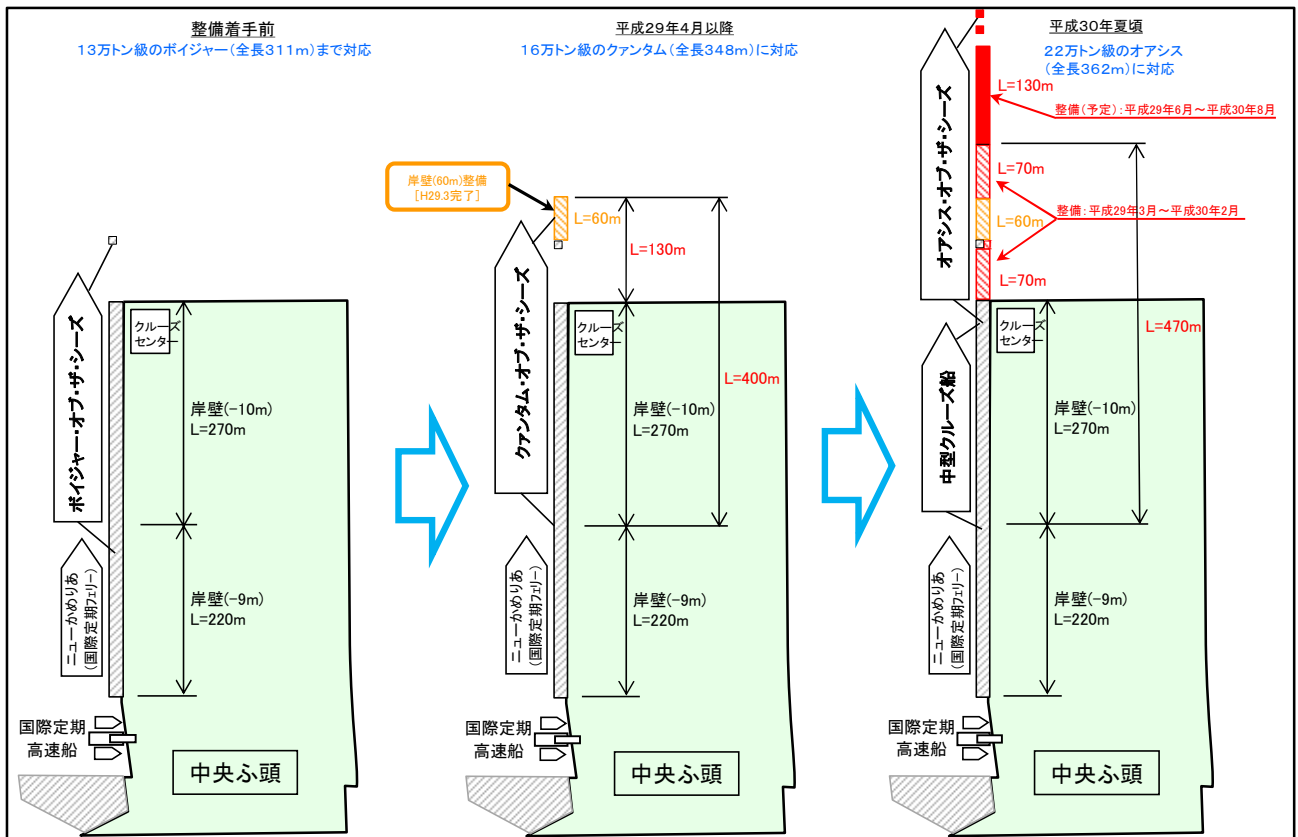 整備着手前
13万トン級のボイジャー(全長311m)まで対応
ボイジャー・オブ・ザ・シーズ
クルーズ
センター
岸壁(-10m)
L=270m
岸壁(-9m)
L=220m
ニューかめりあ
(国際定期フェリー)
国際定期
高速船
中央ふ頭
平成29年4月以降
16万トン級のクァンタム(全長348m)に対応
岸壁(60m)整備
[H29.3完了]
L=60m
L=130m
L=400m
クァンタム・オブ・ザ・シーズ
クルーズ
センター
岸壁(-10m)
L=270m
岸壁(-9m)
L=220m
ニューかめりあ
(国際定期フェリー)
国際定期
高速船
中央ふ頭
平成30年夏頃
22万トン級のオアシス
(全長362m)に対応
L=130m
整備(予定):平成29年6月~平成30年8月
L=70m
整備:平成29年3月~平成30年2月
L=60m
L=70m
L=470m
オアシス・オブ・ザ・シーズ
クルーズ
センター
中型クルーズ船
岸壁(-10m)
L=270m
岸壁(-9m)
L=220m
ニューかめりあ
(国際定期フェリー)
国際定期
高速船
中央ふ頭